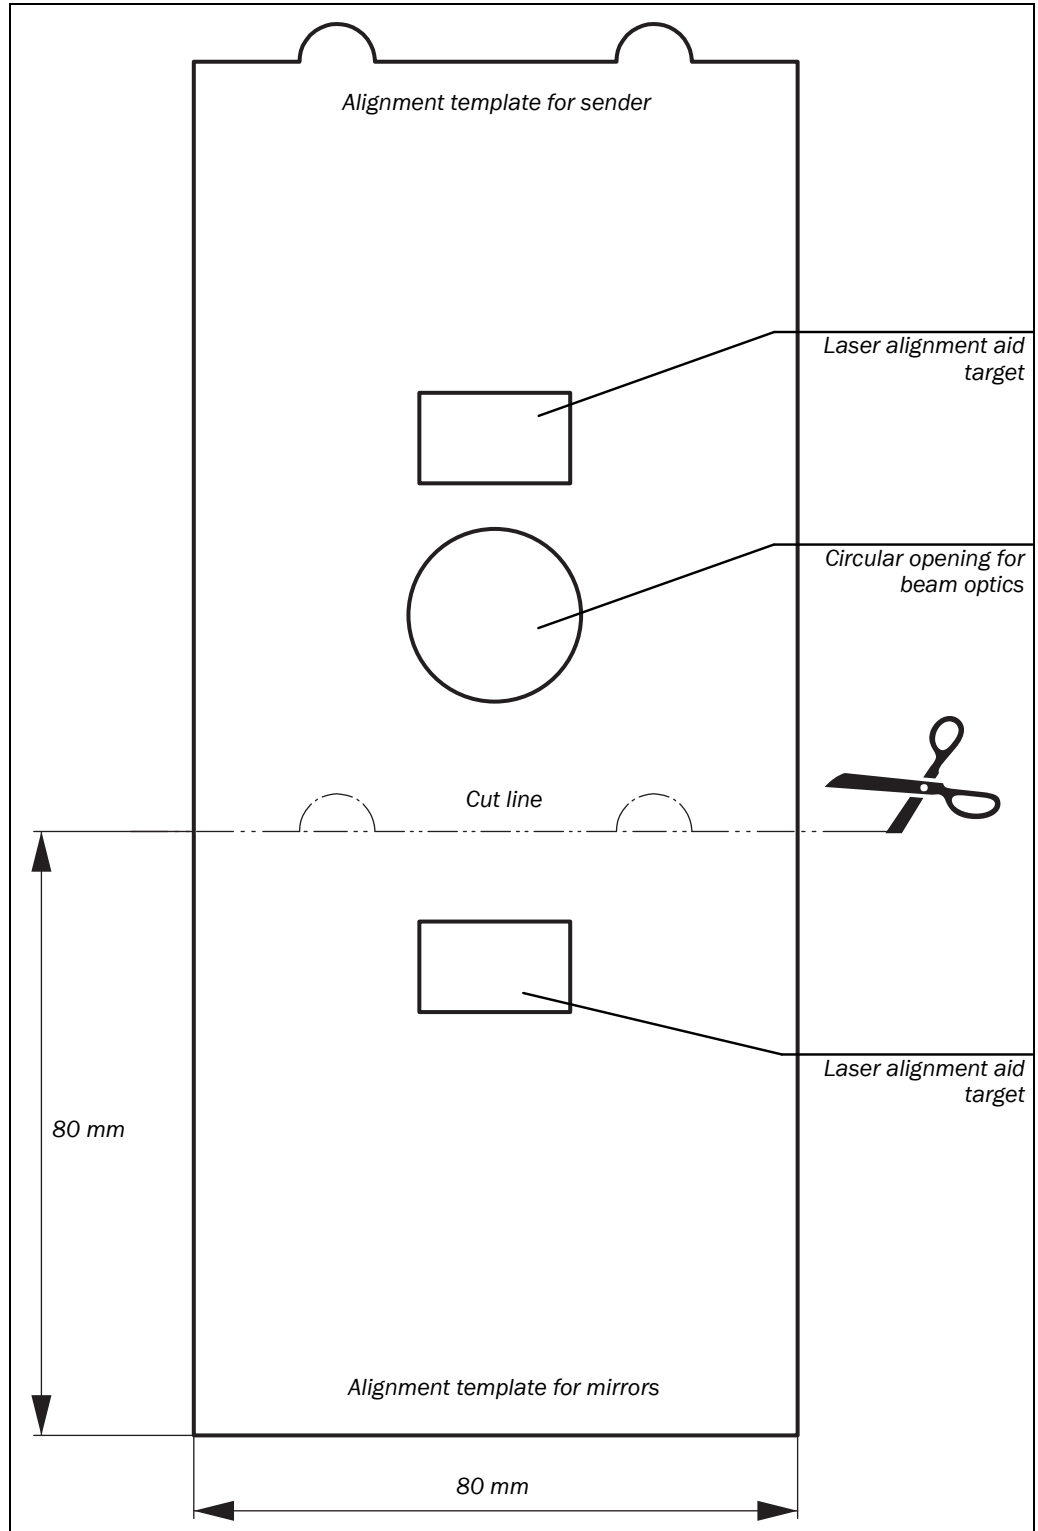 Alignment template for sender
Laser alignment aid
target
Circular opening for
beam optics
Cut line
Laser alignment aid
target
80 mm
Alignment template for mirrors
80 mm